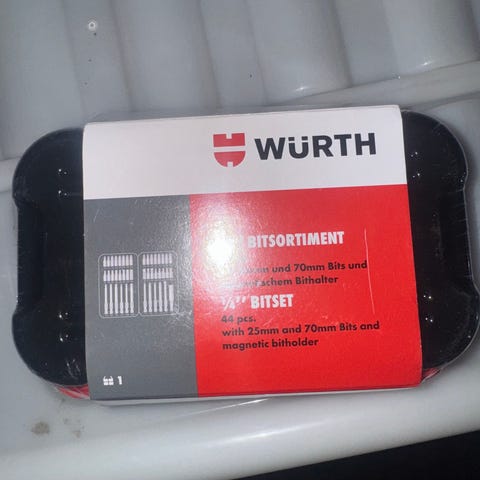 WÜRTH
BITSORTIMENT
und 70mm Bits und
Bithalter
¼" BITSET
44 pcs.
with 25mm and 70mm Bits and
magnetic bitholder
1